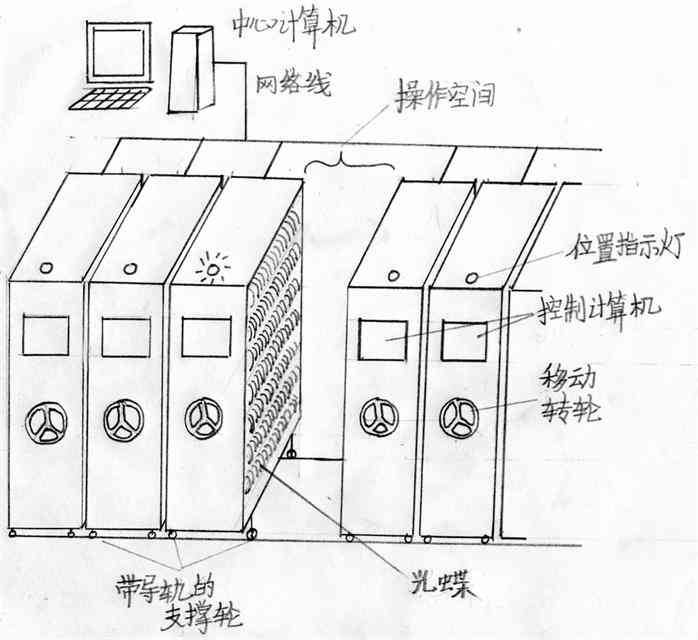 中心计算机
网络线
操作空间
位置指示灯
控制计算机
移动
转轮
带导轨的
支撑轮
光蝶